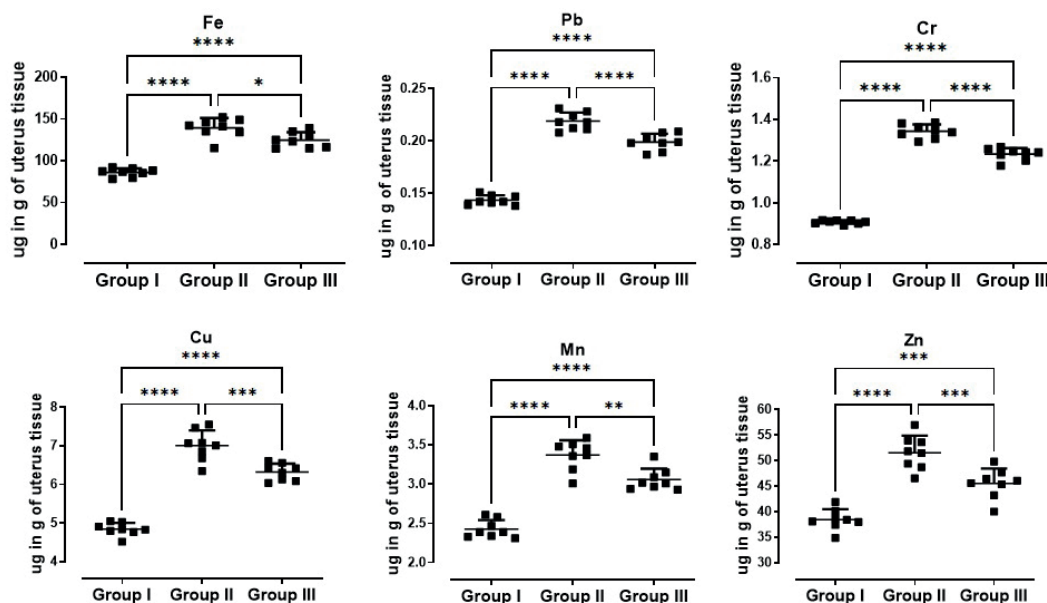 Fe
****
**** *
ug in g of uterus tissue
200
150
100
50
0
Group I Group II Group III
Pb
****
**** ****
ug in g of uterus tissue
0.25
0.20
0.15
0.10
Group I Group II Group III
Cr
****
**** ****
ug in g of uterus tissue
1.6
1.4
1.2
1.0
0.8
Group I Group II Group III
Cu
****
**** ***
ug in g of uterus tissue
8
7
6
5
4
Group I Group II Group III
Mn
****
**** **
ug in g of uterus tissue
4.0
3.5
3.0
2.5
2.0
Group I Group II Group III
Zn
***
**** ***
ug in g of uterus tissue
60
55
50
45
40
35
30
Group I Group II Group III